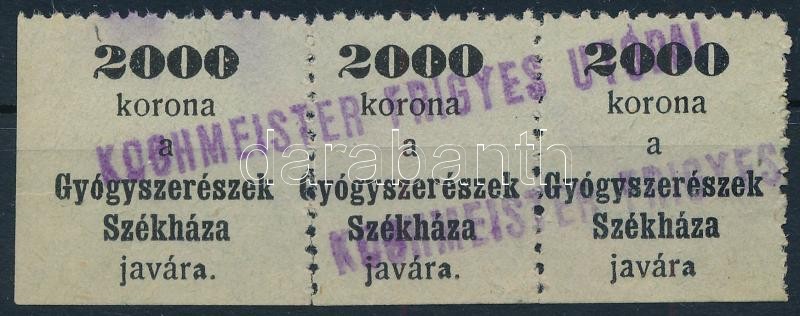 2000 2000 2000
korona korona korona
a a a
Gyógyszerészek Gyógyszerészek Gyógyszerészek
Székháza Székháza Székháza
javára. javára. javára
KOCHMEISTER FRIGYES UTÓDAI
KOCHMEISTER FRIGYES
darabanth